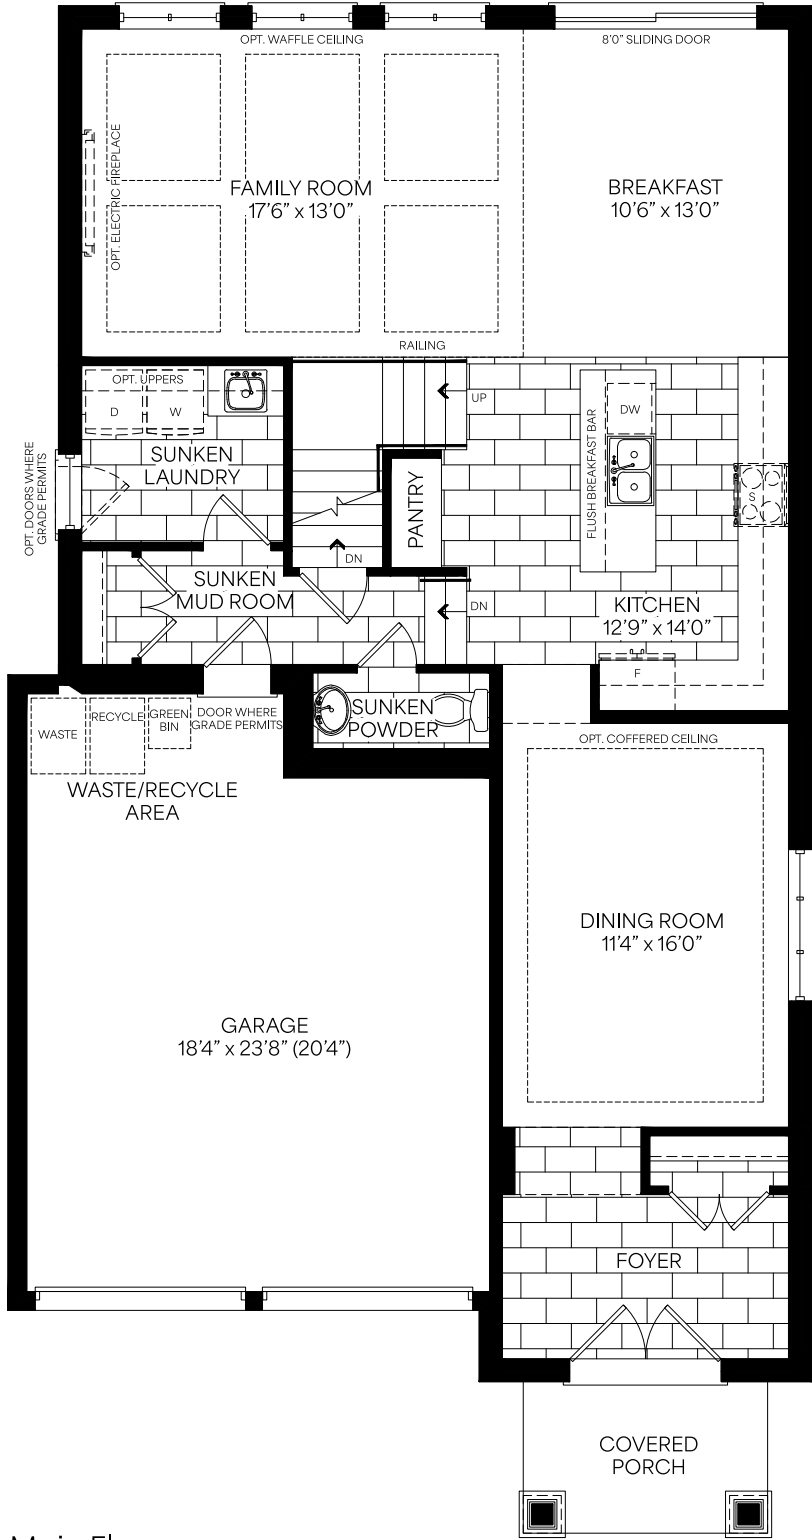 OPT. WAFFLE CEILING
8'0" SLIDING DOOR
OPT. ELECTRIC FIREPLACE
FAMILY ROOM
17'6" x 13'0"
BREAKFAST
10'6" x 13'0"
RAILING
OPT. UPPERS
D
W
UP
DW
SUNKEN
LAUNDRY
OPT. DOORS WHERE
GRADE PERMITS
PANTRY
FLUSH BREAKFAST BAR
S
DN
SUNKEN
MUD ROOM
DN
KITCHEN
12'9" x 14'0"
F
WASTE
RECYCLE
GREEN
BIN
DOOR WHERE
GRADE PERMITS
SUNKEN
POWDER
WASTE/RECYCLE
AREA
OPT. COFFERED CEILING
DINING ROOM
11'4" x 16'0"
GARAGE
18'4" x 23'8" (20'4")
FOYER
COVERED
PORCH